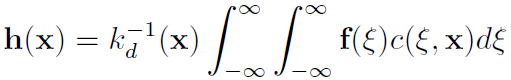 h(x) = k_d^{-1}(x) ∫_{-∞}^{∞} ∫_{-∞}^{∞} f(ξ)c(ξ, x)dξ